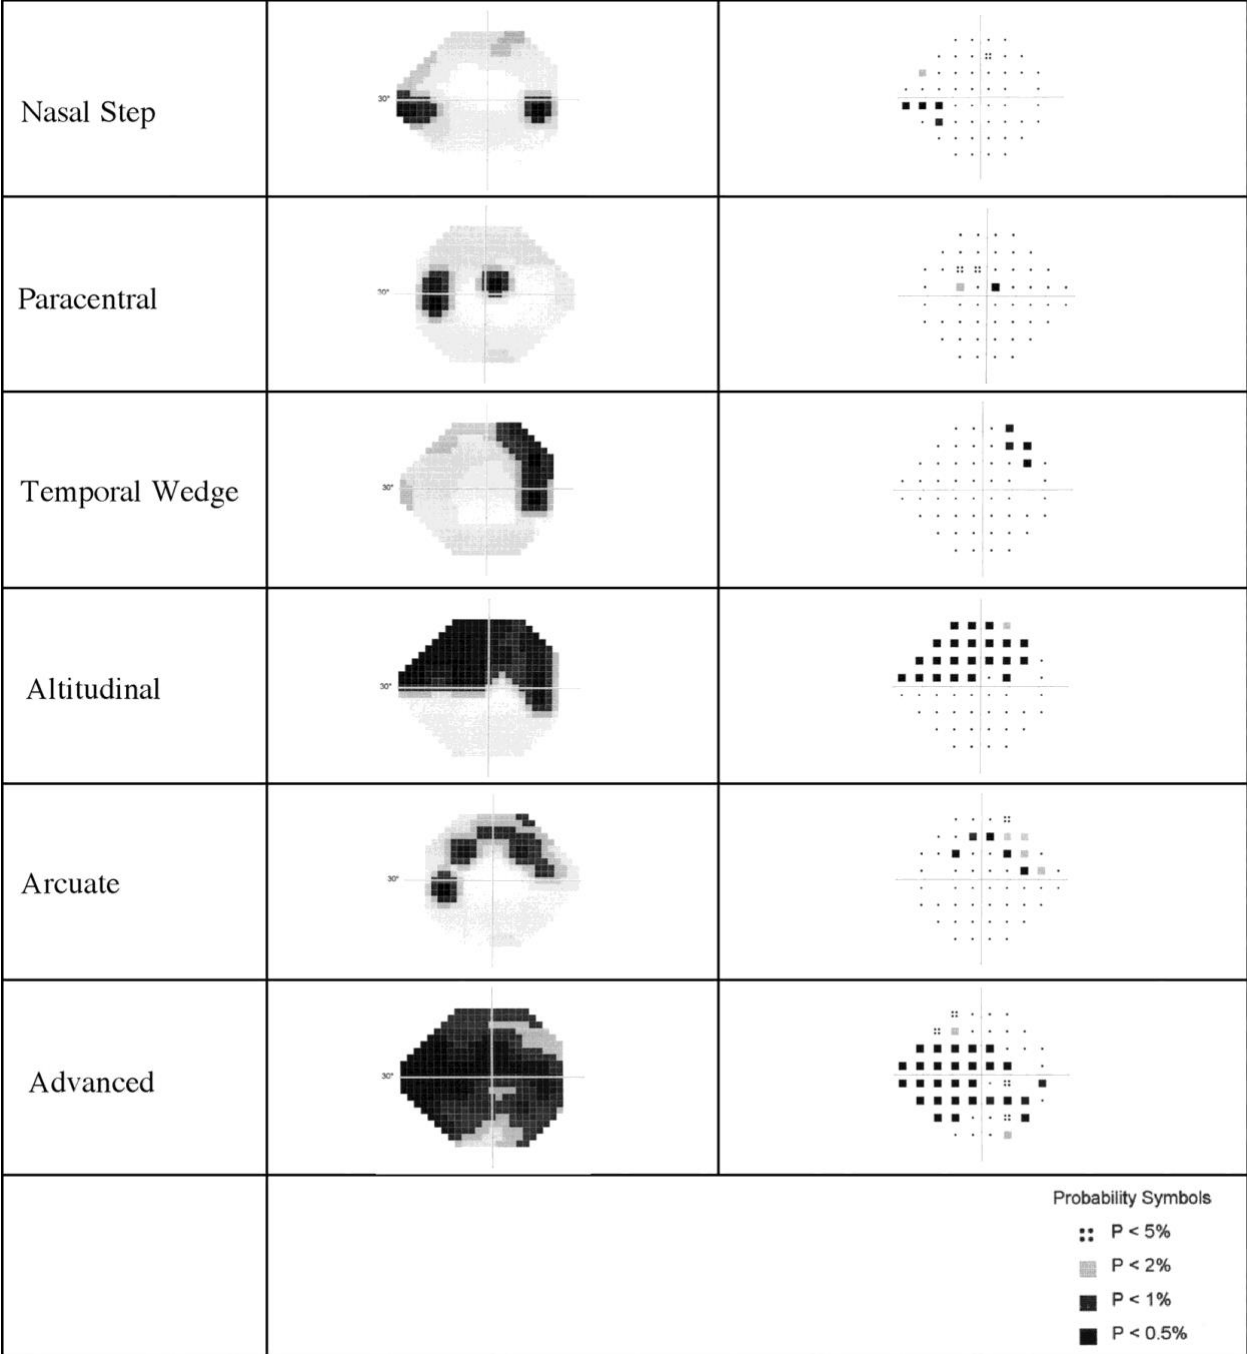 Nasal Step
30°
Paracentral
30°
Temporal Wedge
30°
Altitudinal
30°
Arcuate
30°
Advanced
30°
Probability Symbols
P < 5%
P < 2%
P < 1%
P < 0.5%